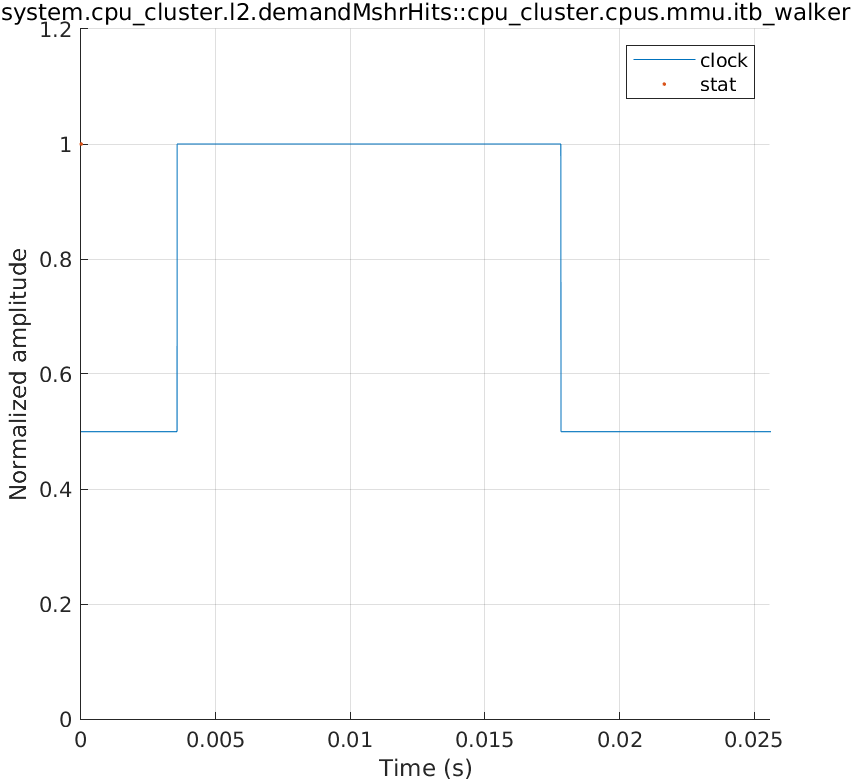 system.cpu_cluster.l2.demandMshrHits::cpu_cluster.cpus.mmu.itb_walker
1.2
clock
stat
1
0.8
0.6
0.4
0.2
0
Normalized amplitude
0 0.005 0.01 0.015 0.02 0.025
Time (s)